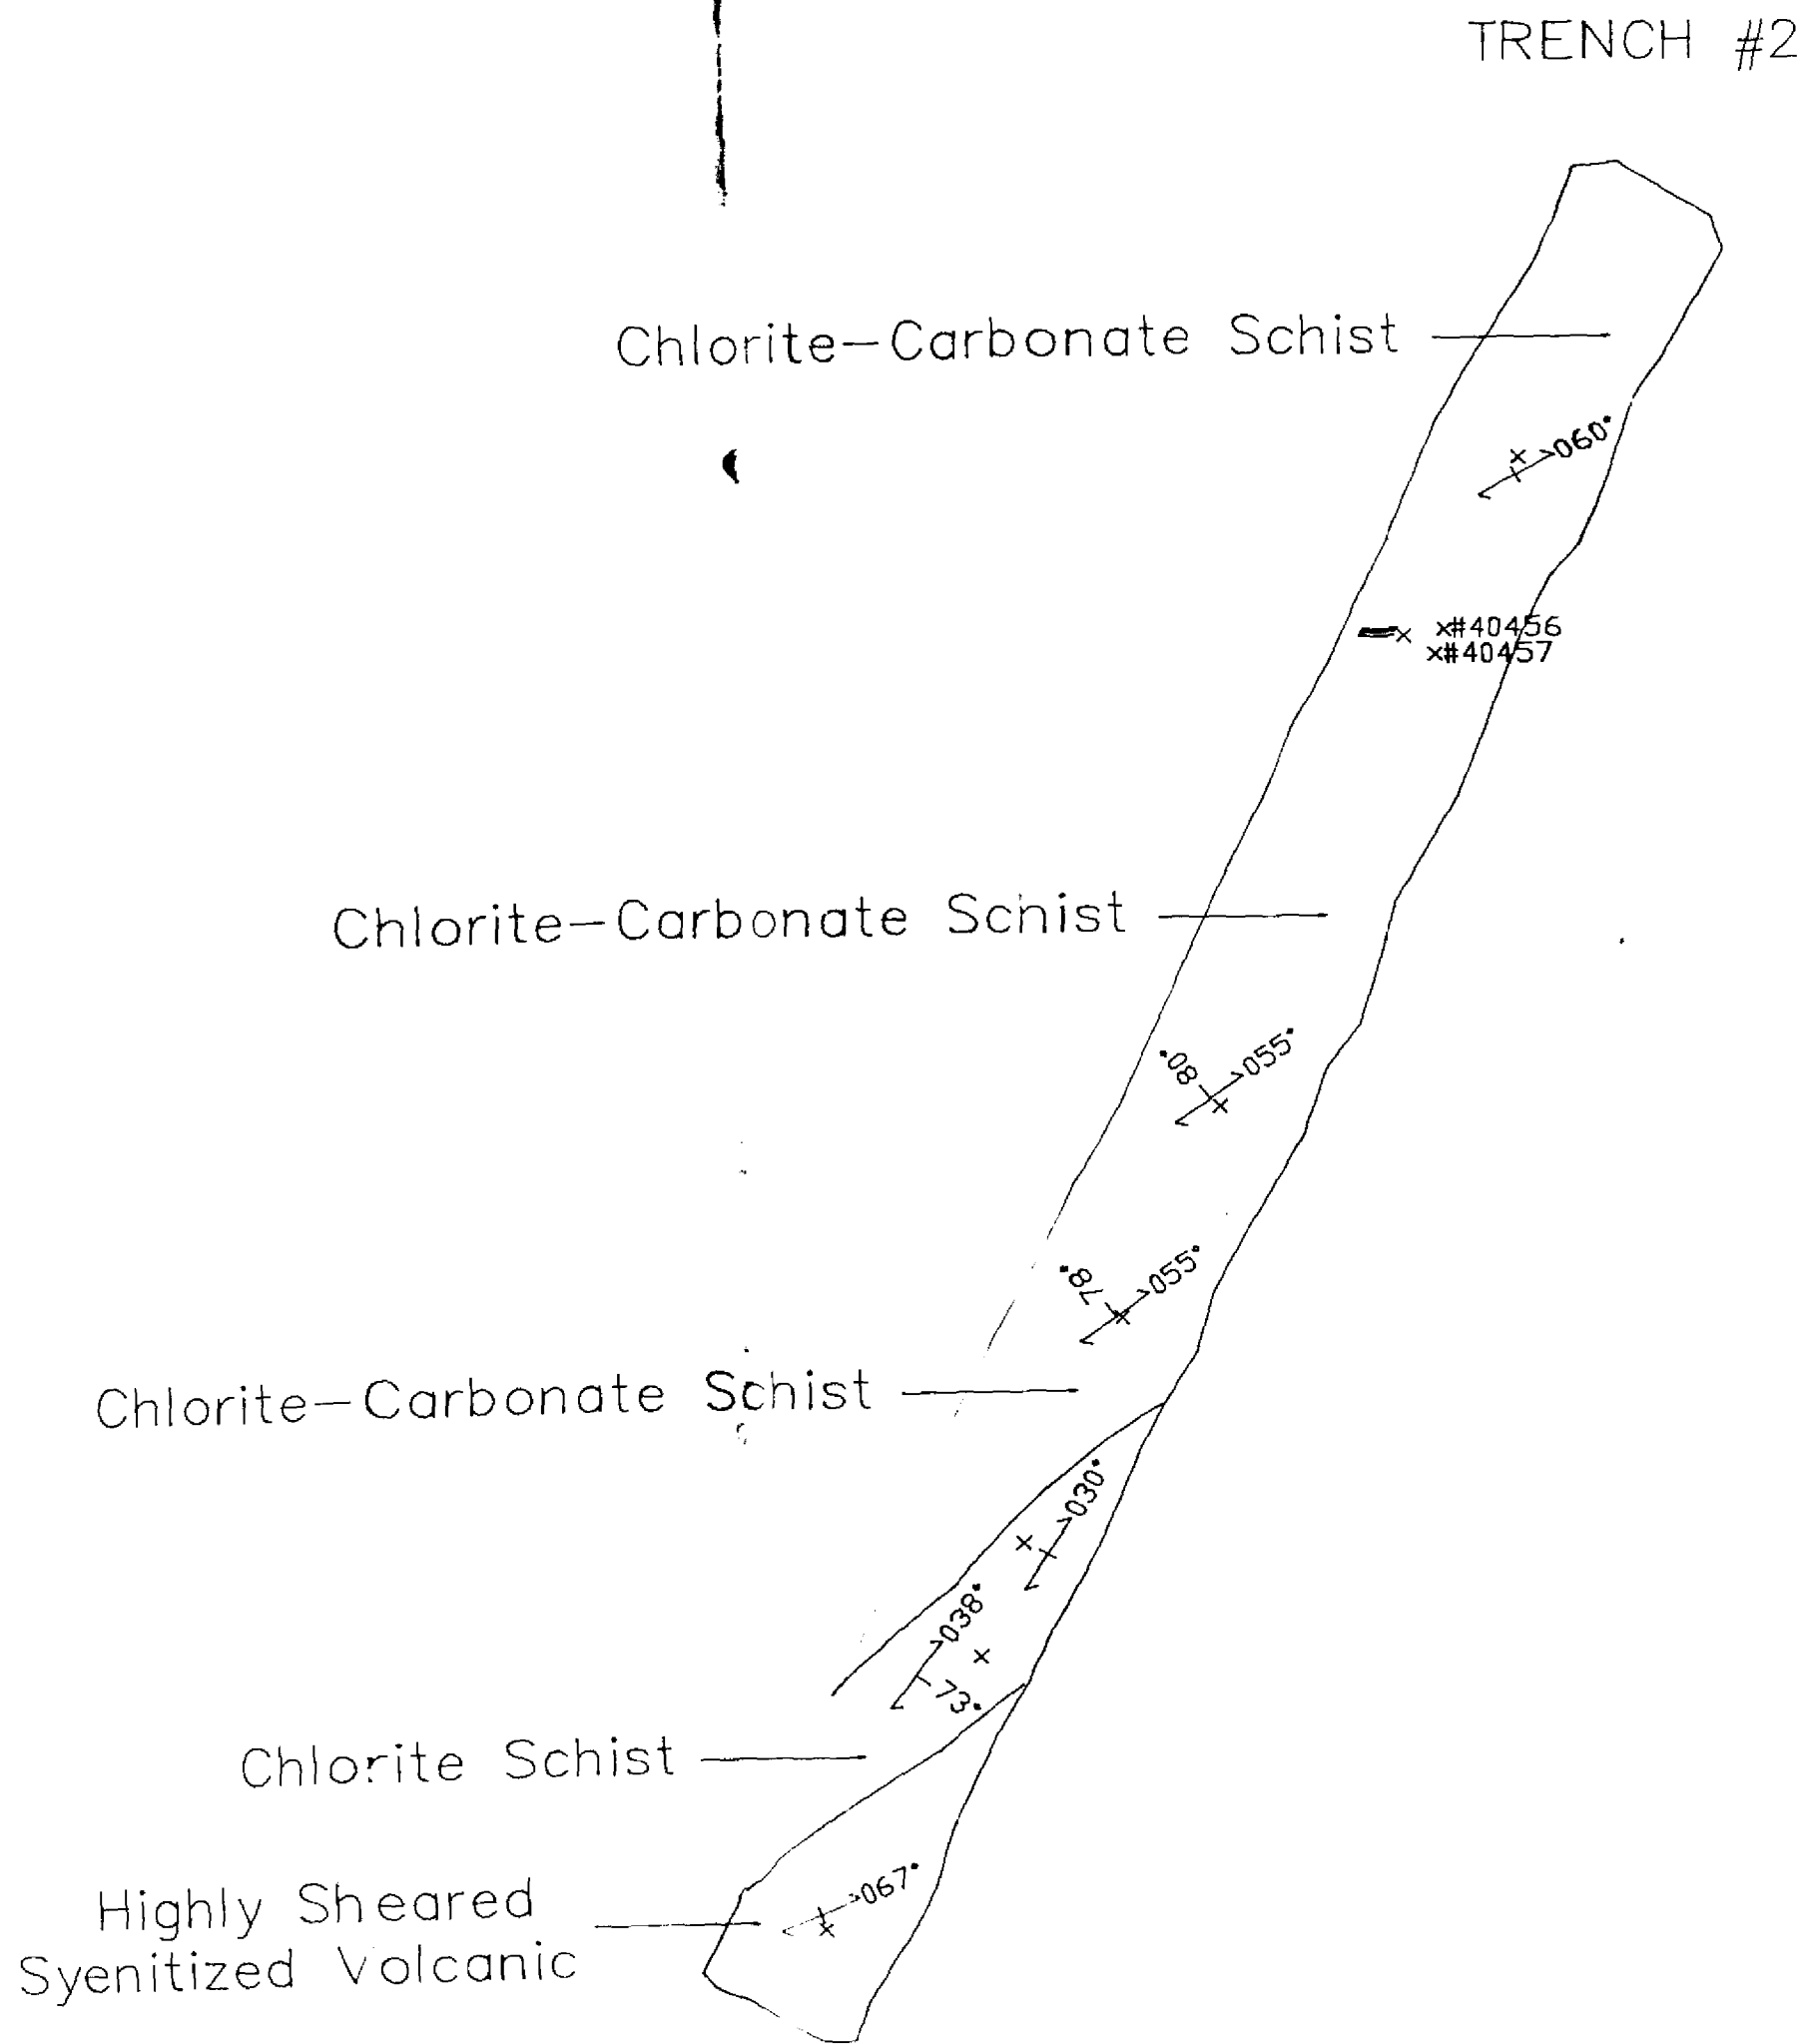 TRENCH #2
Chlorite-Carbonate Schist
060°
x#40456
x#40457
Chlorite-Carbonate Schist
80°
055°
78°
055°
Chlorite-Carbonate Schist
030°
038°
73°
Chlorite Schist
067°
Highly Sheared
Syenitized Volcanic